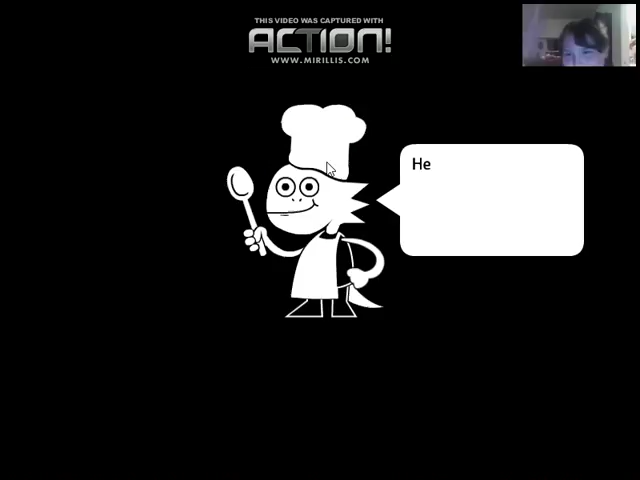 THIS VIDEO WAS CAPTURED WITH
ACTION!
WWW.MIRILLIS.COM
He